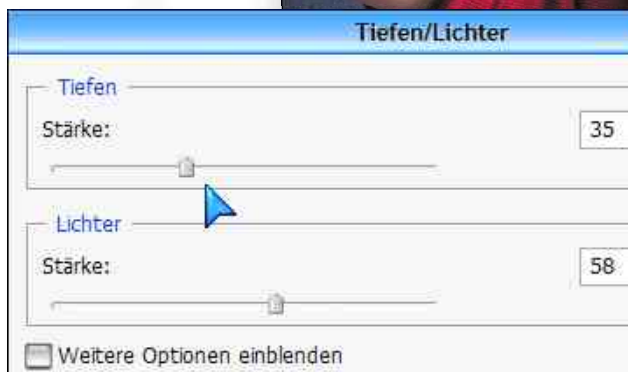 Tiefen/Lichter
Tiefen
Stärke:
35
Lichter
Stärke:
58
Weitere Optionen einblenden